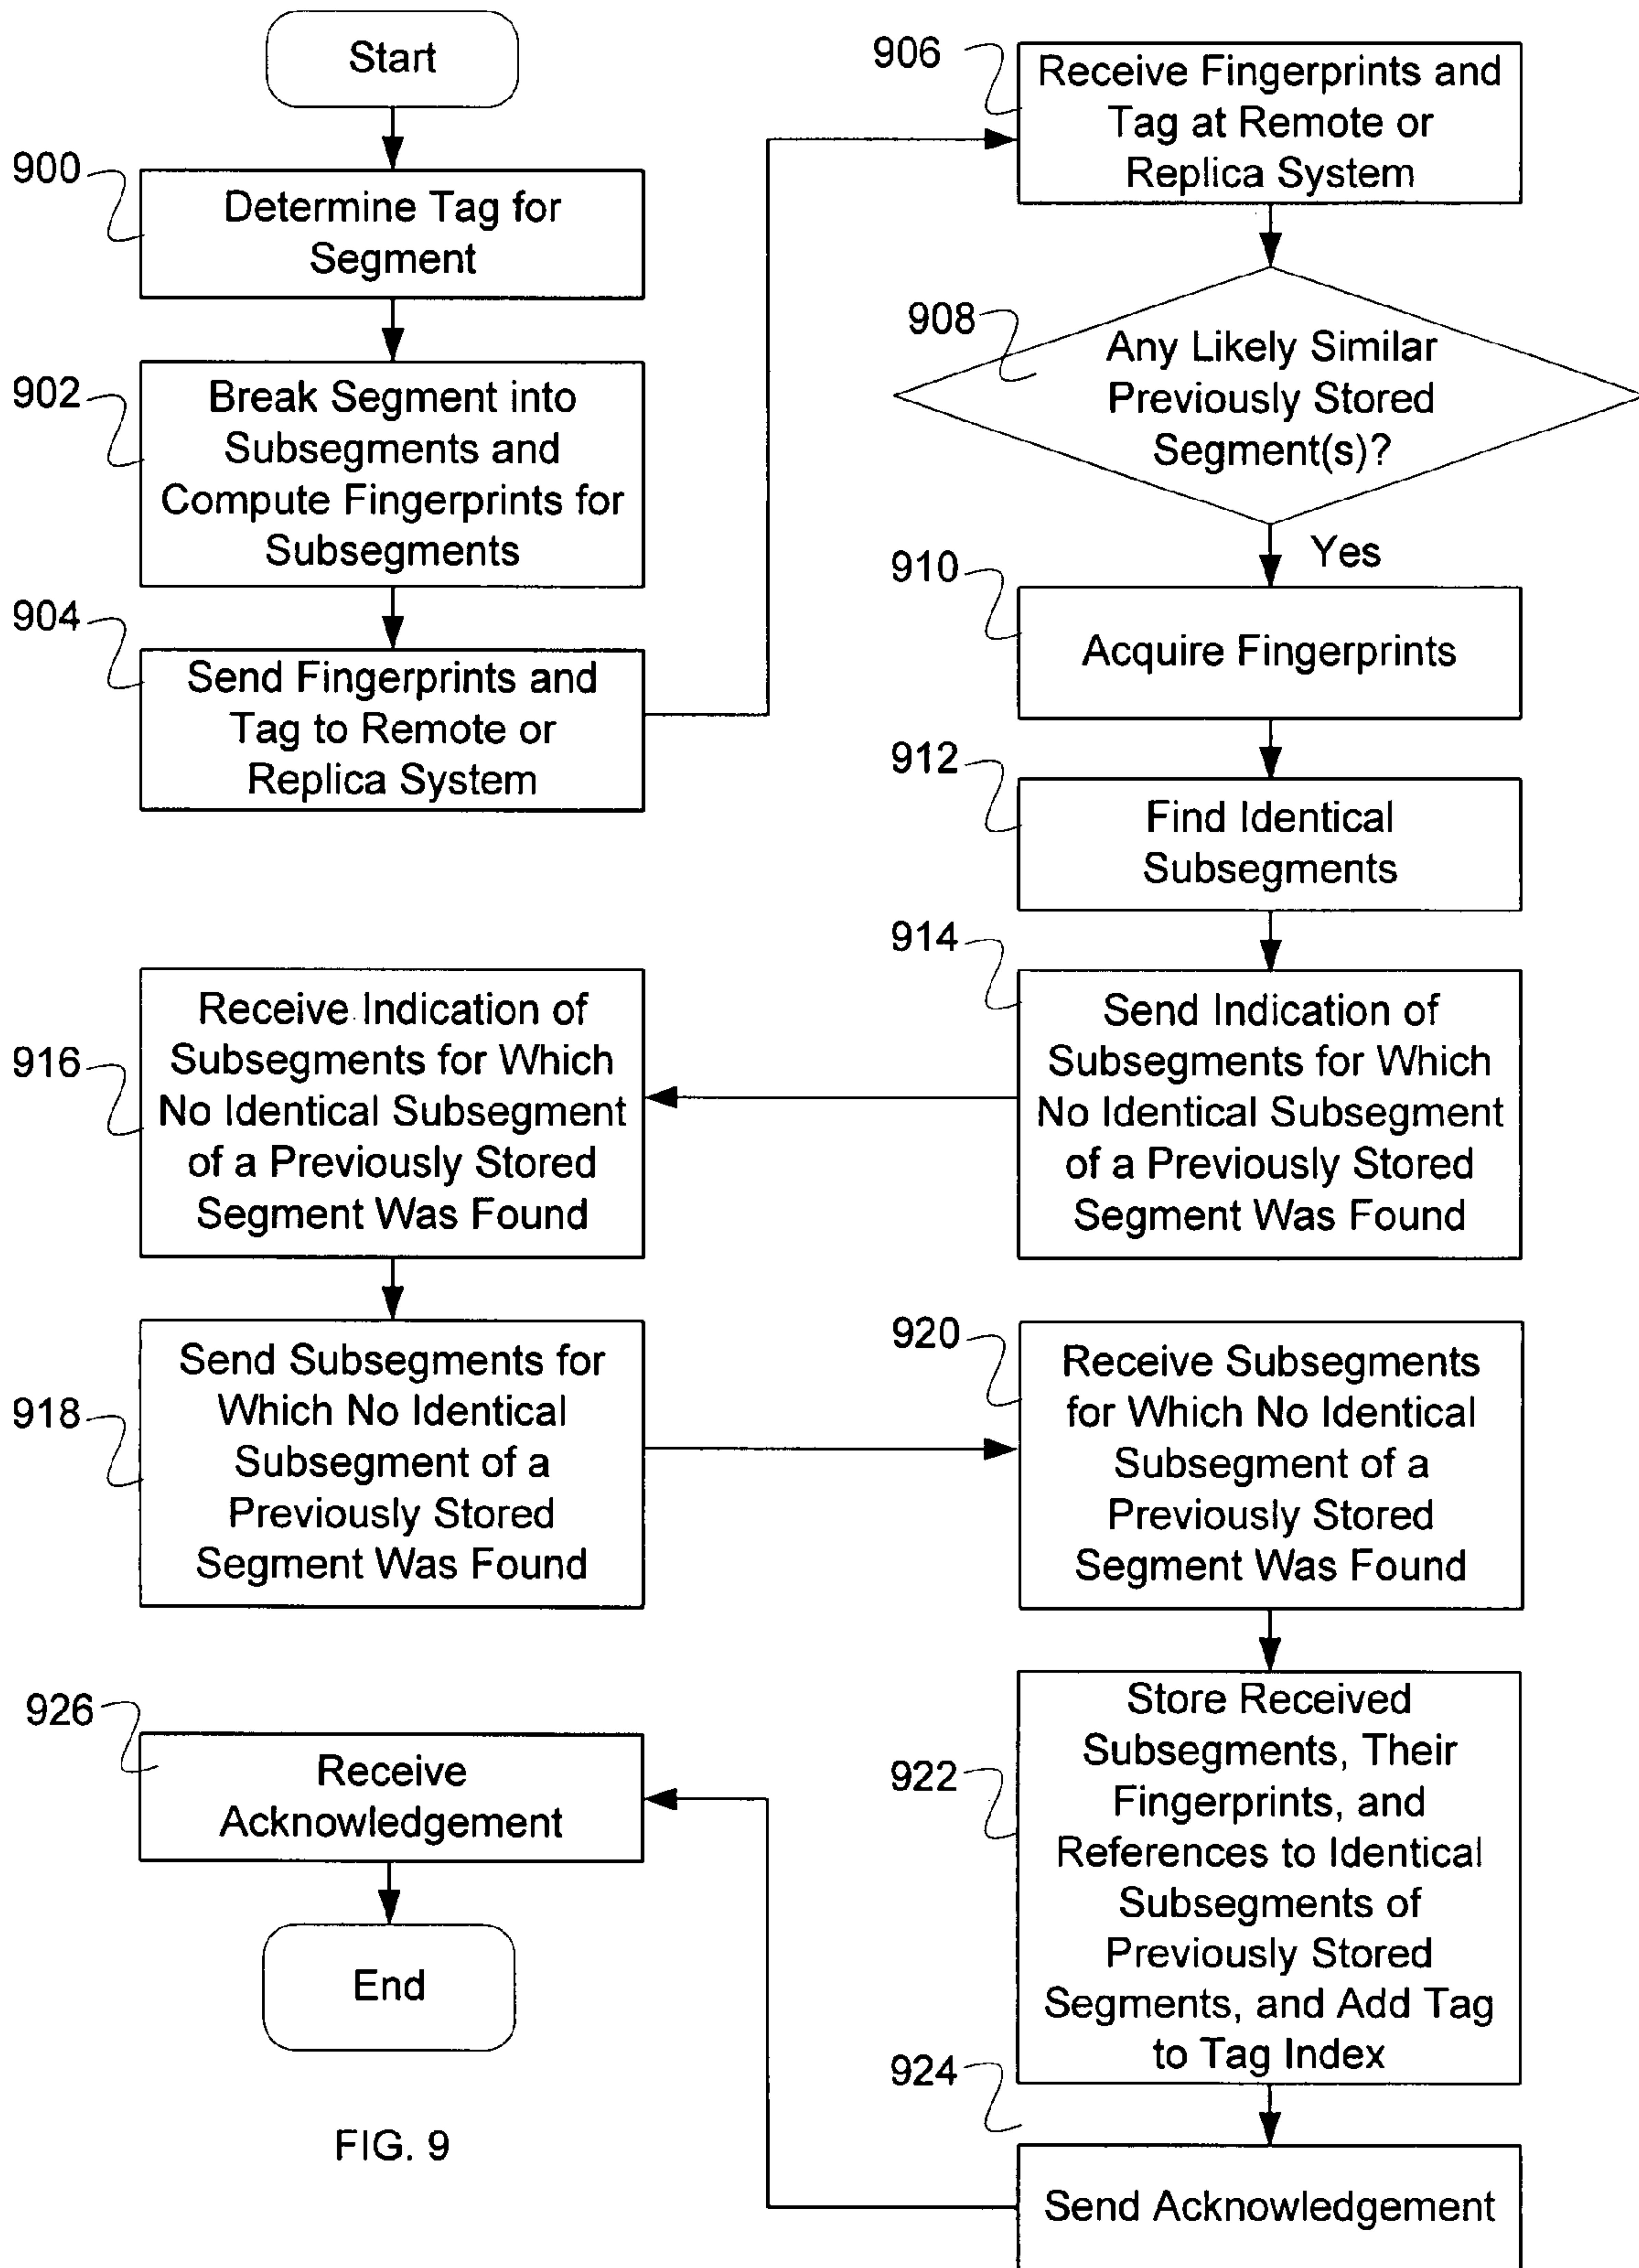 Start
900
Determine Tag for
Segment
902
Break Segment into
Subsegments and
Compute Fingerprints for
Subsegments
904
Send Fingerprints and
Tag to Remote or
Replica System
906
Receive Fingerprints and
Tag at Remote or
Replica System
908
Any Likely Similar
Previously Stored
Segment(s)?
Yes
910
Acquire Fingerprints
912
Find Identical
Subsegments
914
Send Indication of
Subsegments for Which
No Identical Subsegment
of a Previously Stored
Segment Was Found
916
Receive Indication of
Subsegments for Which
No Identical Subsegment
of a Previously Stored
Segment Was Found
918
Send Subsegments for
Which No Identical
Subsegment of a
Previously Stored
Segment Was Found
920
Receive Subsegments
for Which No Identical
Subsegment of a
Previously Stored
Segment Was Found
922
Store Received
Subsegments, Their
Fingerprints, and
References to Identical
Subsegments of
Previously Stored
Segments, and Add Tag
to Tag Index
924
Send Acknowledgement
926
Receive
Acknowledgement
End
FIG. 9